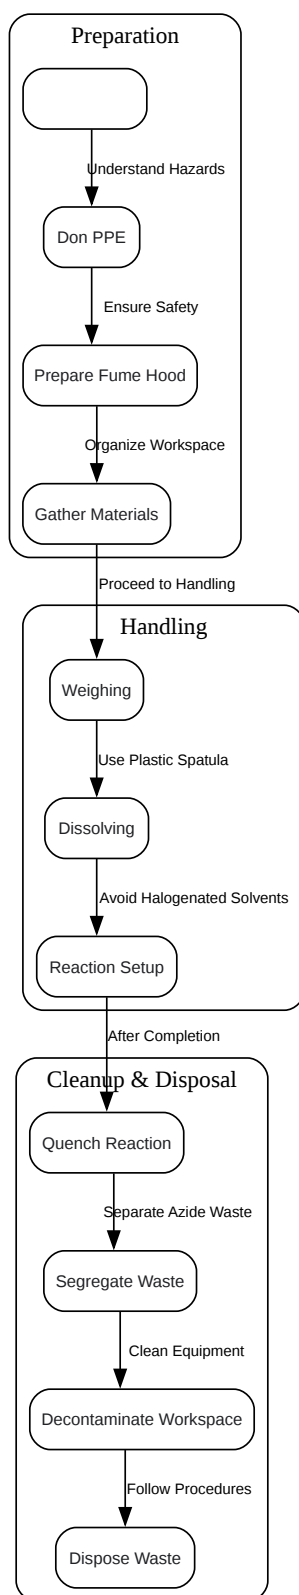 Preparation
Understand Hazards
Don PPE
Ensure Safety
Prepare Fume Hood
Organize Workspace
Gather Materials
Proceed to Handling
Handling
Weighing
Use Plastic Spatula
Dissolving
Avoid Halogenated Solvents
Reaction Setup
After Completion
Cleanup & Disposal
Quench Reaction
Separate Azide Waste
Segregate Waste
Clean Equipment
Decontaminate Workspace
Follow Procedures
Dispose Waste